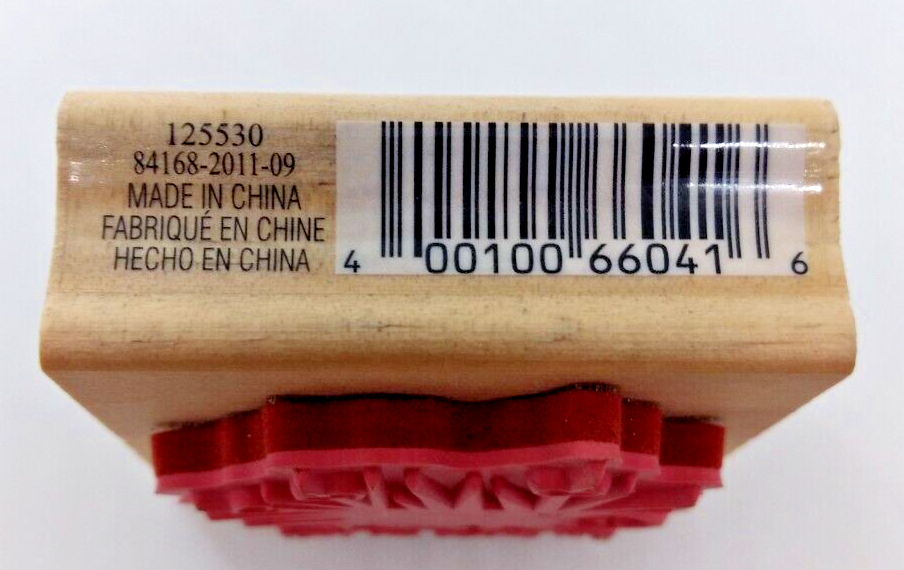 125530
84168-2011-09
MADE IN CHINA
FABRIQUÉ EN CHINE
HECHO EN CHINA
4 00100 66041 6